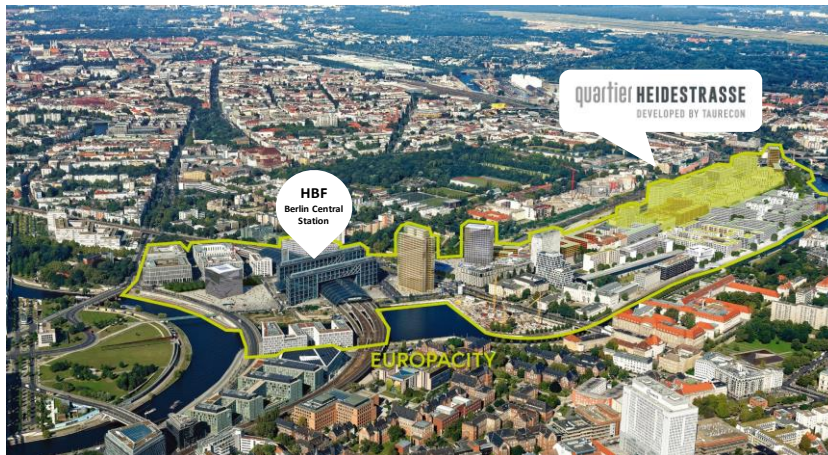 quartier HEIDESTRASSE
DEVELOPED BY TAURECON
HBF
Berlin Central
Station
EUROPACITY